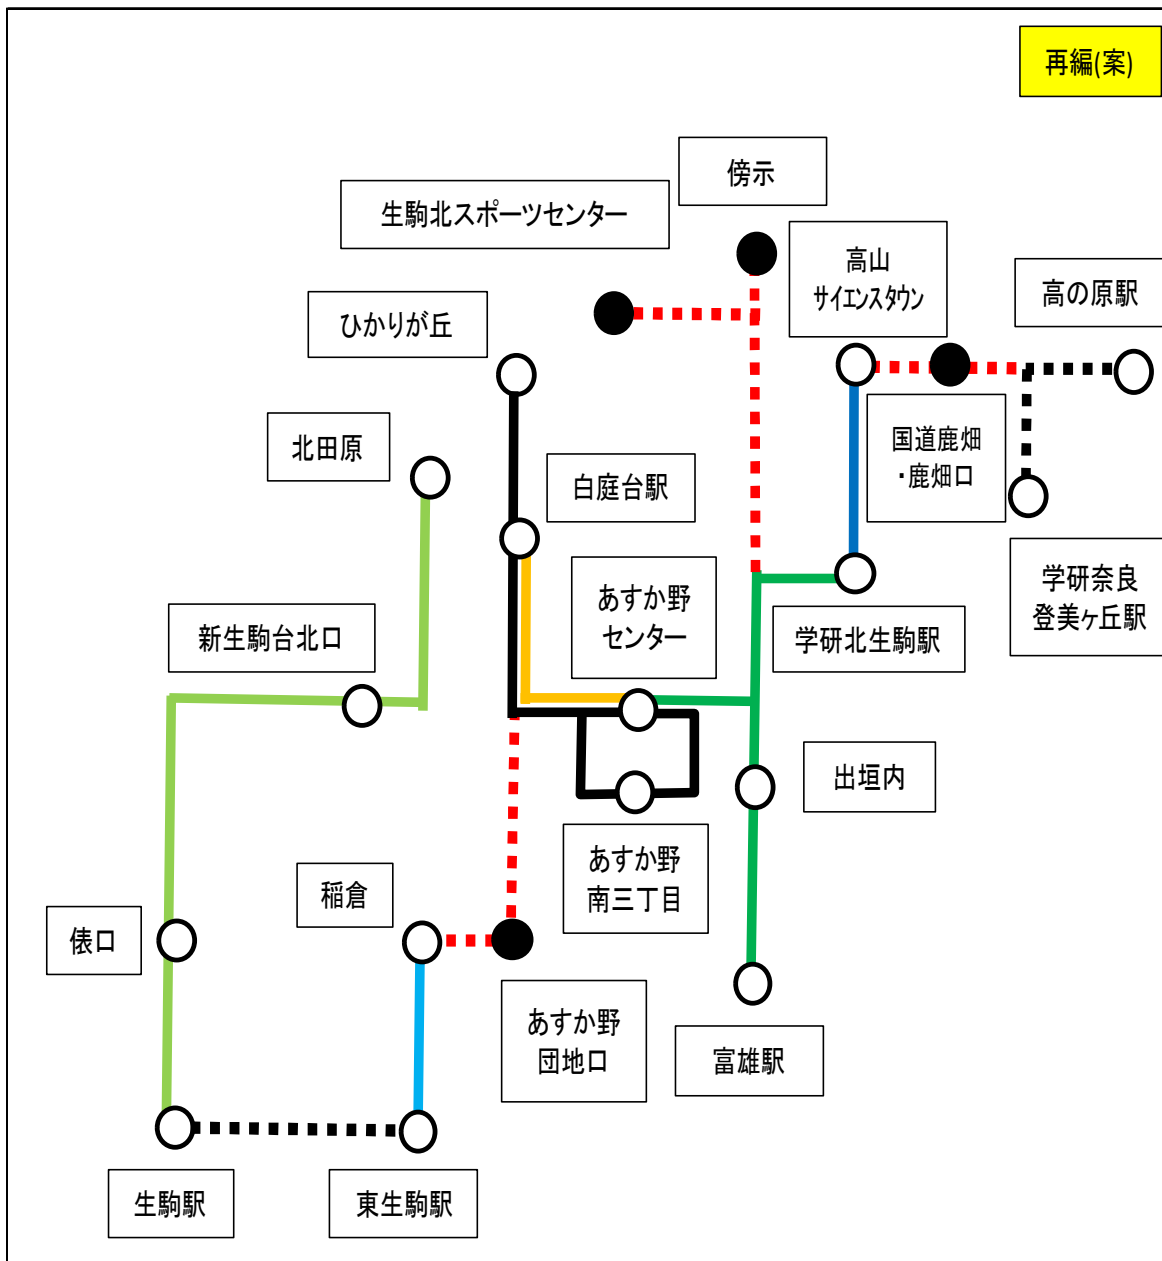 再編(案)
傍示
生駒北スポーツセンター
高山
サイエンスタウン
高の原駅
ひかりが丘
北田原
国道鹿畑
・鹿畑口
白庭台駅
学研奈良
登美ヶ丘駅
あすか野
センター
新生駒台北口
学研北生駒駅
出垣内
あすか野
南三丁目
稲倉
俵口
あすか野
団地口
富雄駅
生駒駅
東生駒駅